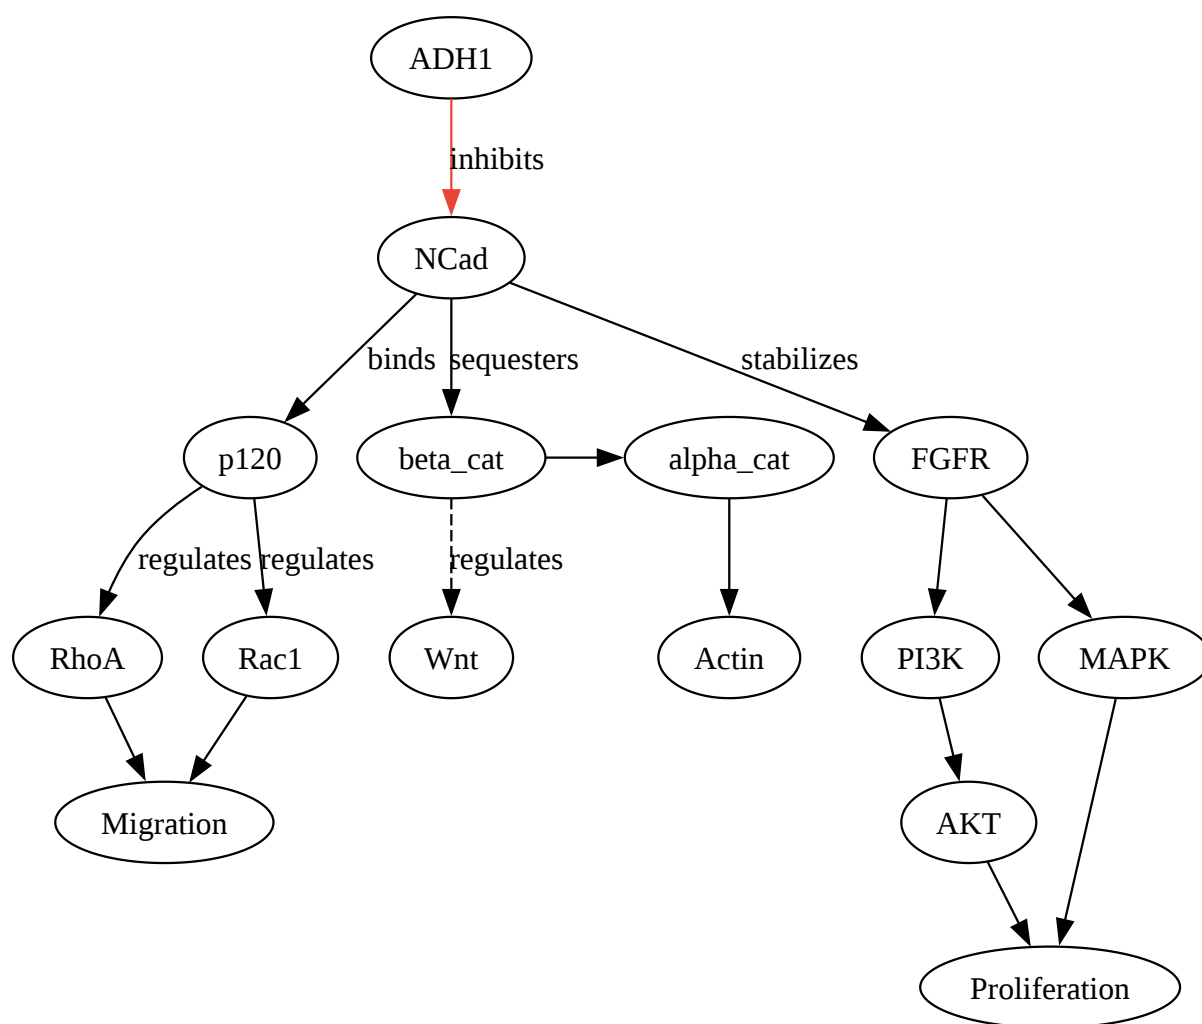 ADH1
inhibits
NCad
binds
sequesters
stabilizes
p120
beta_cat
alpha_cat
FGFR
regulates
regulates
regulates
RhoA
Rac1
Wnt
Actin
PI3K
MAPK
Migration
AKT
Proliferation